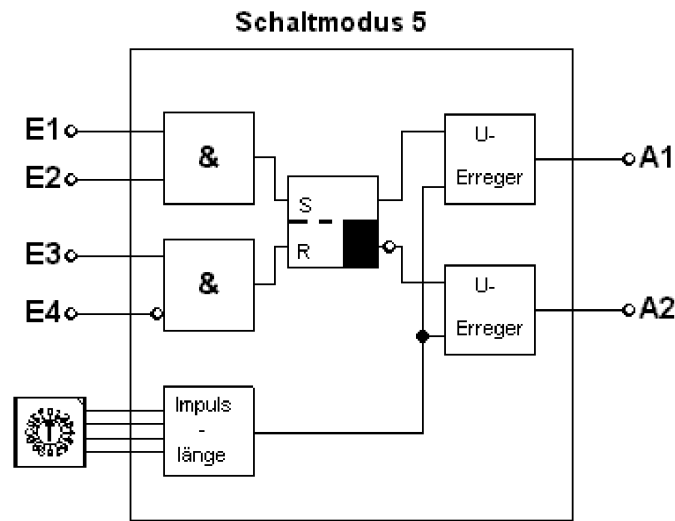 Schaltmodus 5
E1
E2
&
E3
E4
&
S
R
U-
Erreger
A1
U-
Erreger
A2
Impuls
-
länge